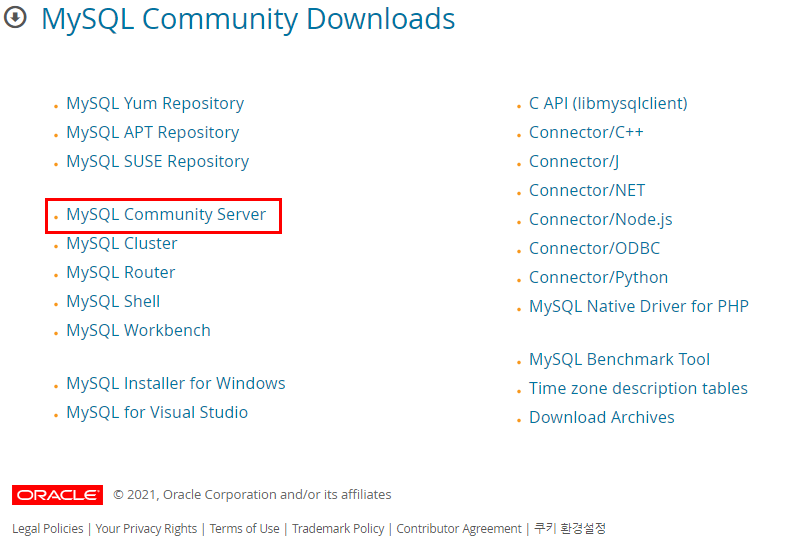 MySQL Community Downloads
MySQL Yum Repository
MySQL APT Repository
MySQL SUSE Repository
MySQL Community Server
MySQL Cluster
MySQL Router
MySQL Shell
MySQL Workbench
MySQL Installer for Windows
MySQL for Visual Studio
C API (libmysqlclient)
Connector/C++
Connector/J
Connector/NET
Connector/Node.js
Connector/ODBC
Connector/Python
MySQL Native Driver for PHP
MySQL Benchmark Tool
Time zone description tables
Download Archives
ORACLE © 2021, Oracle Corporation and/or its affiliates
Legal Policies | Your Privacy Rights | Terms of Use | Trademark Policy | Contributor Agreement | 쿠키 환경설정